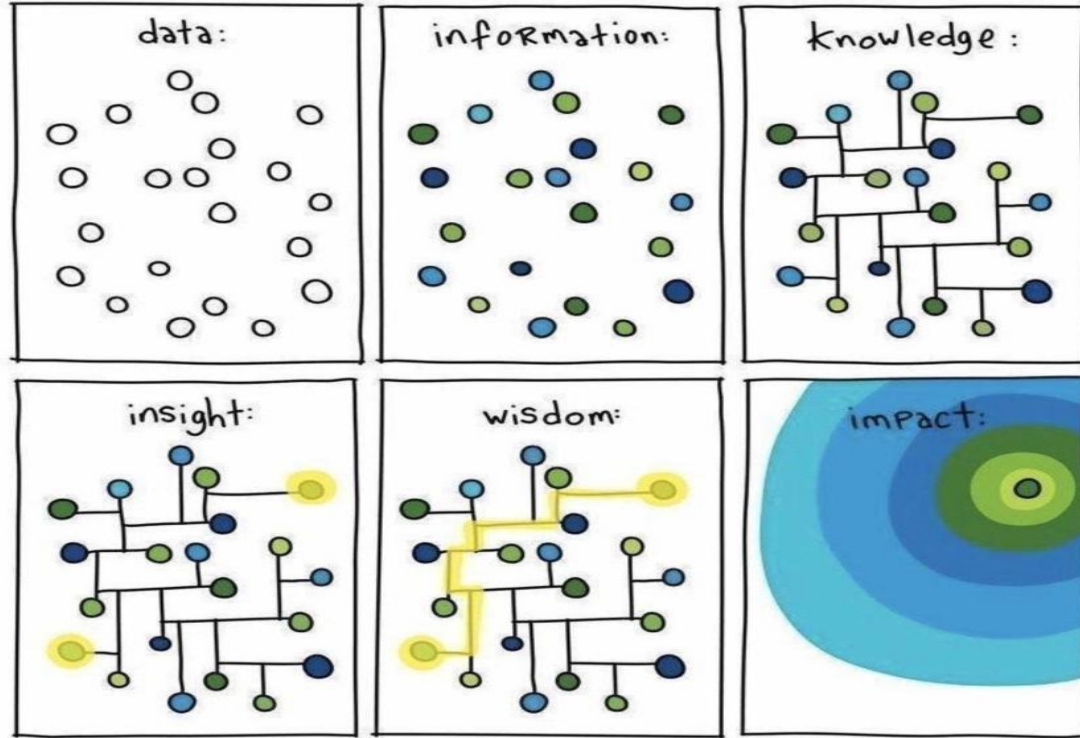 data:
information:
knowledge:
insight:
wisdom:
impact: